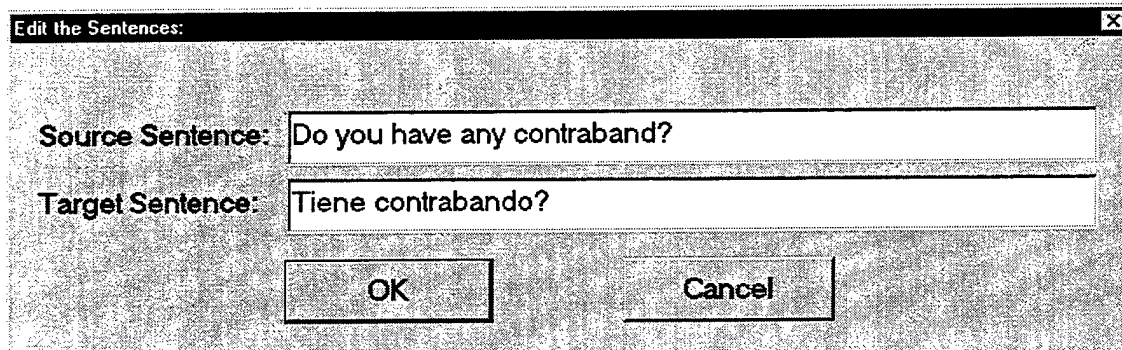 Edit the Sentences:
Source Sentence: Do you have any contraband?
Target Sentence: Tiene contrabando?
OK Cancel